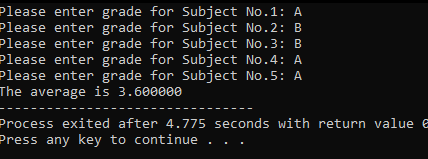 Please enter grade for Subject No.1: A
Please enter grade for Subject No.2: B
Please enter grade for Subject No.3: B
Please enter grade for Subject No.4: A
Please enter grade for Subject No.5: A
The average is 3.600000
--------------------------------
Process exited after 4.775 seconds with return value 0
Press any key to continue . . .